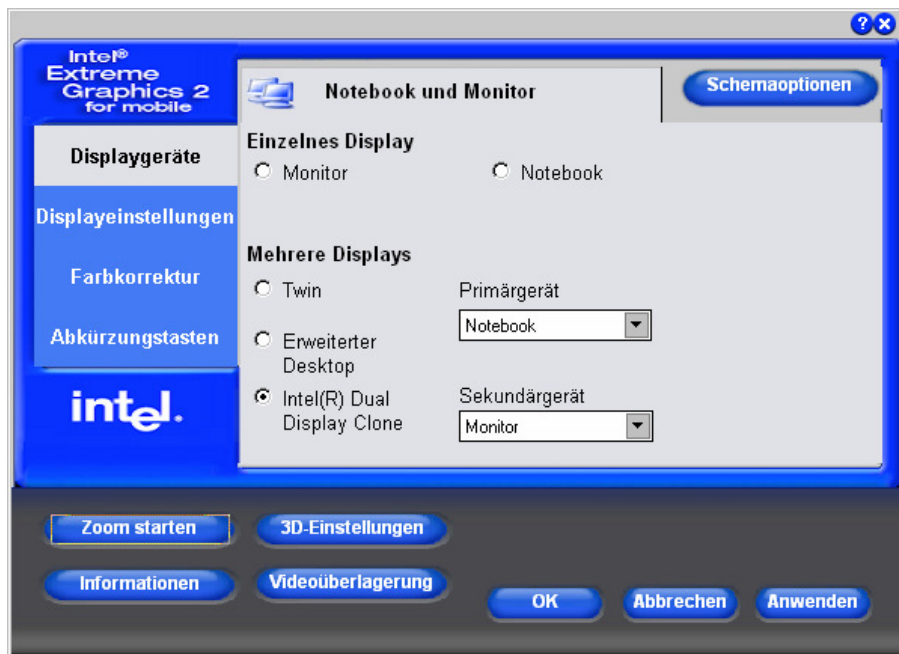 Intel®
Extreme
Graphics 2
for mobile
Notebook und Monitor
Schemaoptionen
Displaygeräte
Displayeinstellungen
Farbkorrektur
Abkürzungstasten
intel.
Einzelnes Display
Monitor
Notebook
Mehrere Displays
Twin
Erweiterter
Desktop
Intel(R) Dual
Display Clone
Primärgerät
Notebook
Sekundärgerät
Monitor
Zoom starten
3D-Einstellungen
Informationen
Videoüberlagerung
OK
Abbrechen
Anwenden